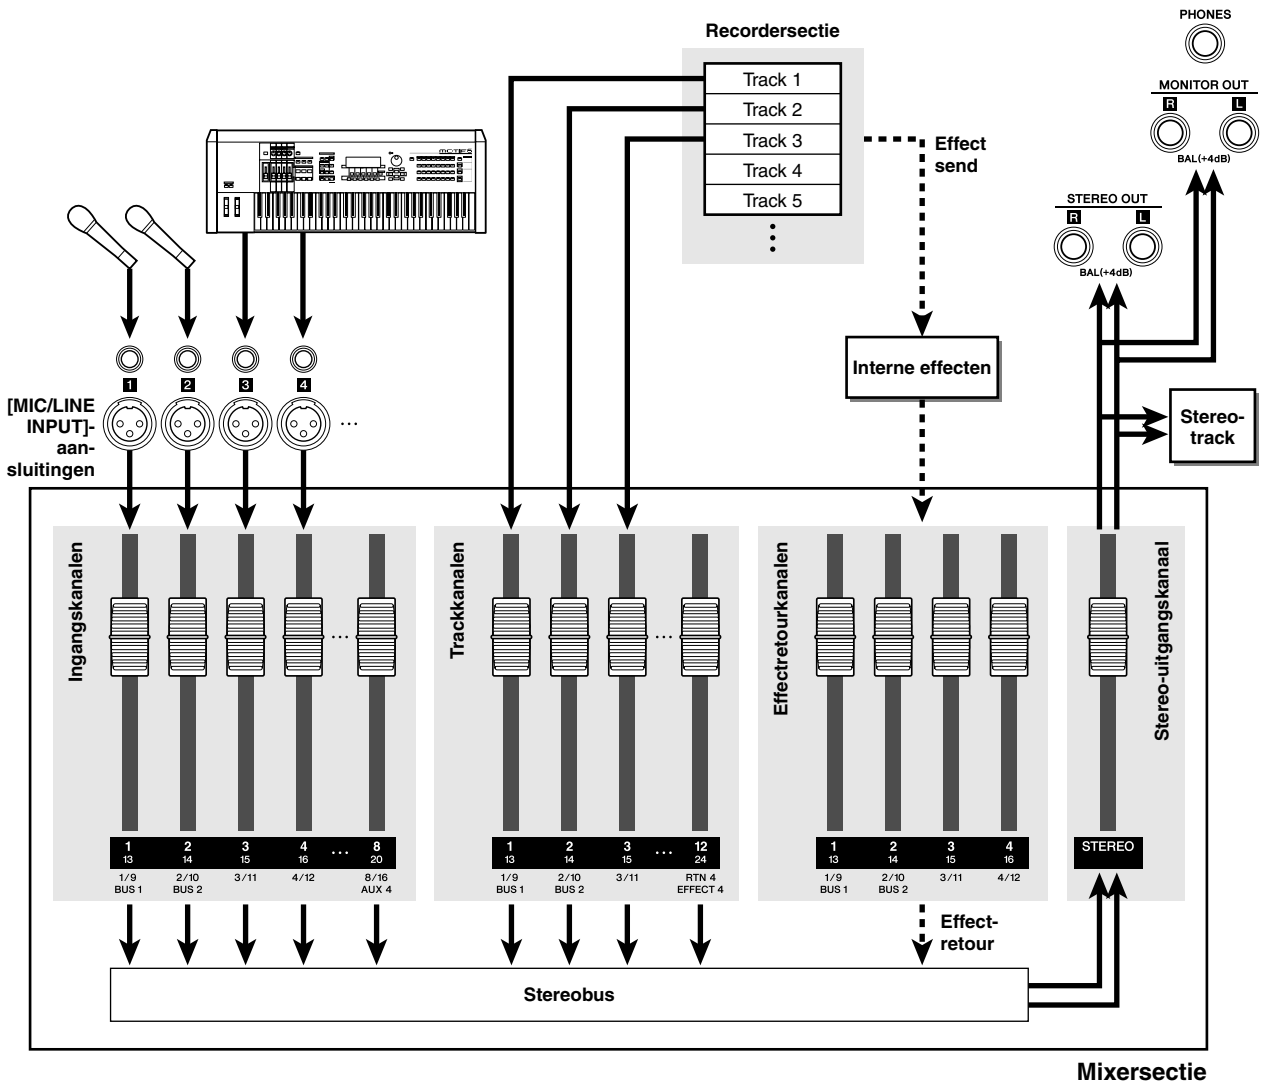 PHONES
Recordersectie
MONITOR OUT
R L
BAL(+4dB)
Track 1
Track 2
Track 3
Track 4
Track 5
Effect
send
STEREO OUT
R L
BAL(+4dB)
Interne effecten
1 2 3 4
[MIC/LINE
INPUT]-
aan-
sluitingen
...
Stereo-
track
Ingangskanalen
Trackkanalen
Effectretourkanalen
Stereo-uitgangskanaal
... ...
1 2 3 4 ... 8
13 14 15 16 20
1/9 2/10 3/11 4/12 8/16
BUS 1 BUS 2 AUX 4
1 2 3 ... 12
13 14 15 24
1/9 2/10 3/11 RTN 4
BUS 1 BUS 2 EFFECT 4
1 2 3 4
13 14 15 16
1/9 2/10 3/11 4/12
BUS 1 BUS 2
STEREO
Effect-
retour
Stereobus
Mixersectie